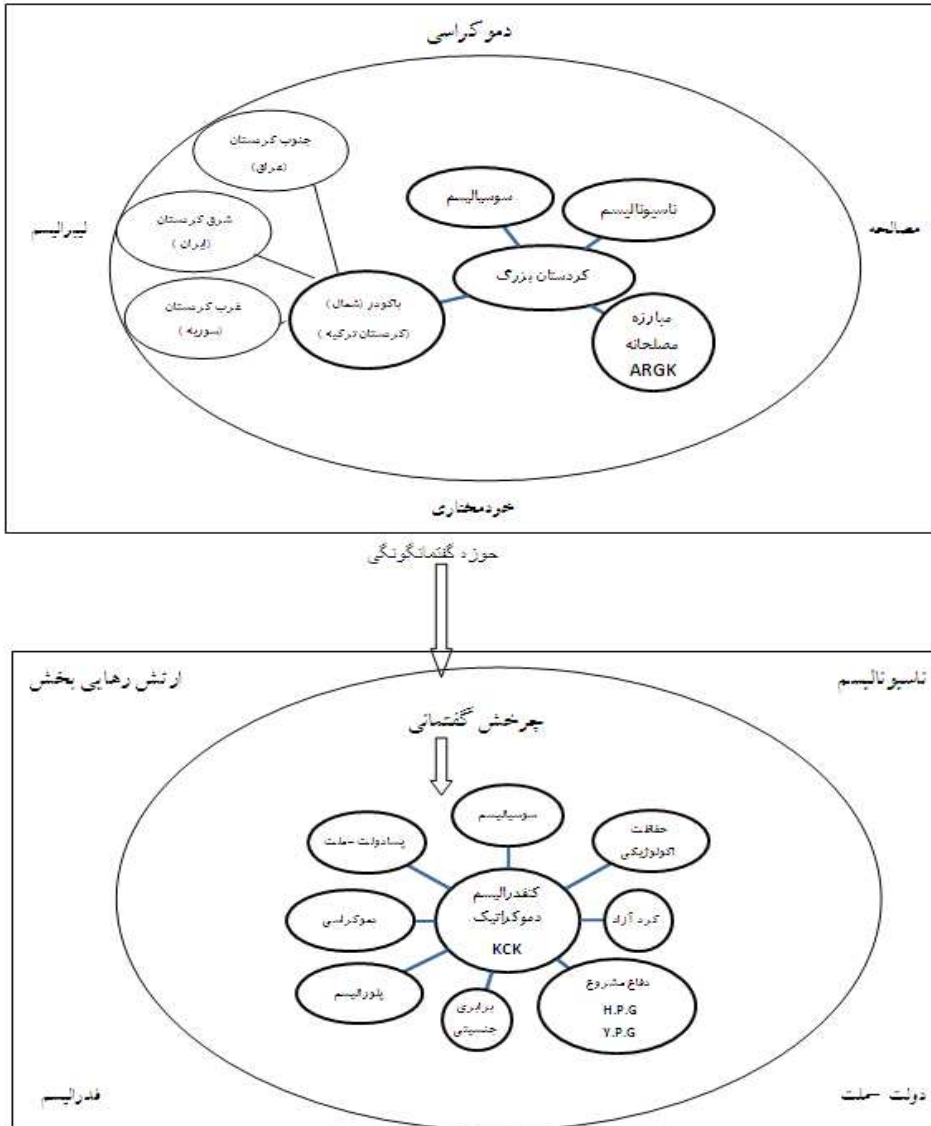 دموکراسی
جنوب کردستان
(عراق)
سوسیالیسم
ناسیونالیسم
شرق کردستان
(ایران)
لیبرالیسم
مصالحه
کردستان بزرگ
غرب کردستان
(سوریه)
باکودر (شمال)
(کردستان ترکیه)
مبارزه
مصلحانه
ARGK
خودمختاری
حوزه گفتمانگونگی
ارتش رهایی بخش
ناسیونالیسم
چرخش گفتمانی
سوسیالیسم
پسادولت –ملت
حفاظت
اکولوژیکی
کنفدرالیسم
دموکراتیک
KCK
دموکراسی
کرد آزاد
پلورالیسم
برابری
جنسیتی
دفاع مشروع
H.P.G
Y.P.G
فدرالیسم
دولت –ملت